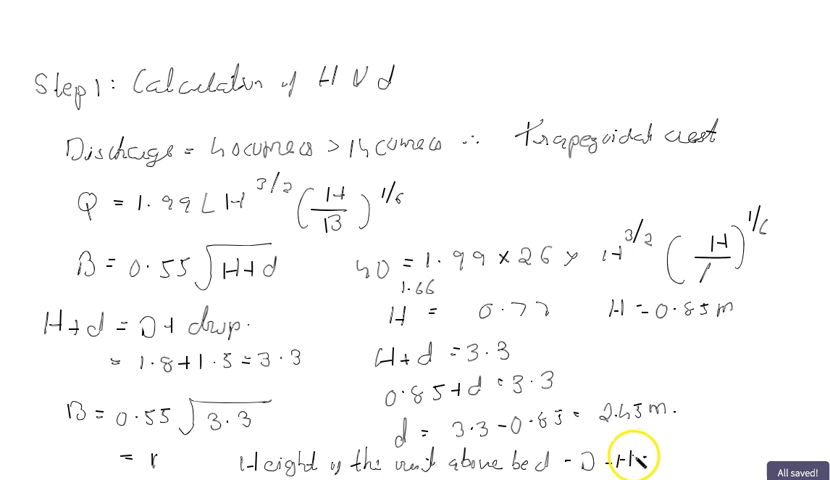 Step 1: Calculation of H & d
Discharge = 40 cumecs > 14 cumecs ∴ Trapezoidal crest
Q = 1.99 L H^3/2 (H/B)^1/6
B = 0.55 √H+d
40 = 1.99 × 26 × H^3/2 (H/1)^1/6
H^1.66 = 0.77 H = 0.85m
H+d = D + drop.
= 1.8+1.5 = 3.3
H+d = 3.3
0.85+d = 3.3
B = 0.55 √3.3
d = 3.3 - 0.85 = 2.45m.
= 1
Height of the crest above bed = D - H
All saved!